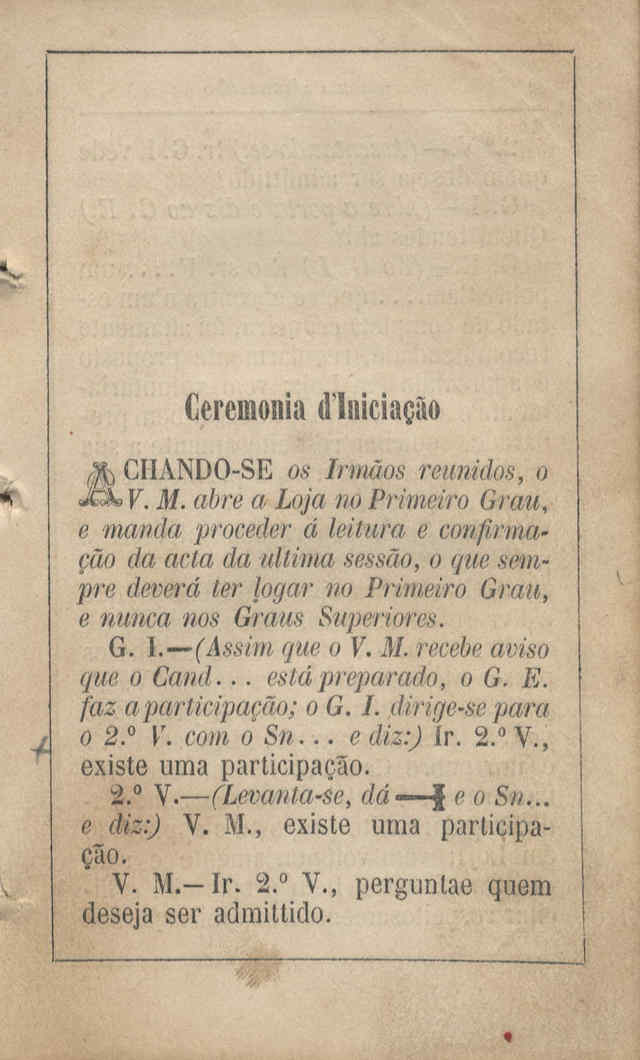 Ceremonia d'Iniciação
ACHANDO-SE os Irmãos reunidos, o
V. M. abre a Loja no Primeiro Grau,
e manda proceder á leitura e confirma-
ção da acta da ultima sessão, o que sem-
pre deverá ter logar no Primeiro Grau,
e nunca nos Graus Superiores.
G. I.—(Assim que o V. M. recebe aviso
que o Cand... está preparado, o G. E.
faz a participação; o G. I. dirige-se para
o 2.º V. com o Sn... e diz:) Ir. 2.º V.,
existe uma participação.
2.º V.—(Levanta-se, dá e o Sn...
e diz:) V. M., existe uma participa-
ção.
V. M.—Ir. 2.º V., perguntae quem
deseja ser admittido.